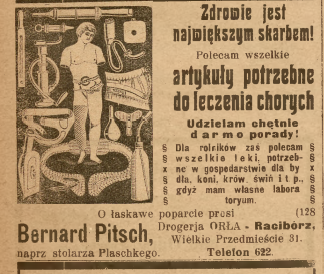 Zdrowie jest
największym skarbem!
Polecam wszelkie
artykuły potrzebne
do leczenia chorych
Udzielam chętnie
darmo porady!
§ Dla rolników zaś polecam §
§ wszelkie leki, potrzeb- §
ne w gospodarstwie dla by
§ dła, koni, krów, świń i t p., §
§ gdyż mam własne labora §
§ toryum. §
O łaskawe poparcie prosi (128
Bernard Pitsch, Drogerja ORŁA - Racibórz,
Wielkie Przedmieście 31.
naprz stolarza Plaschkego. Telefon 622.